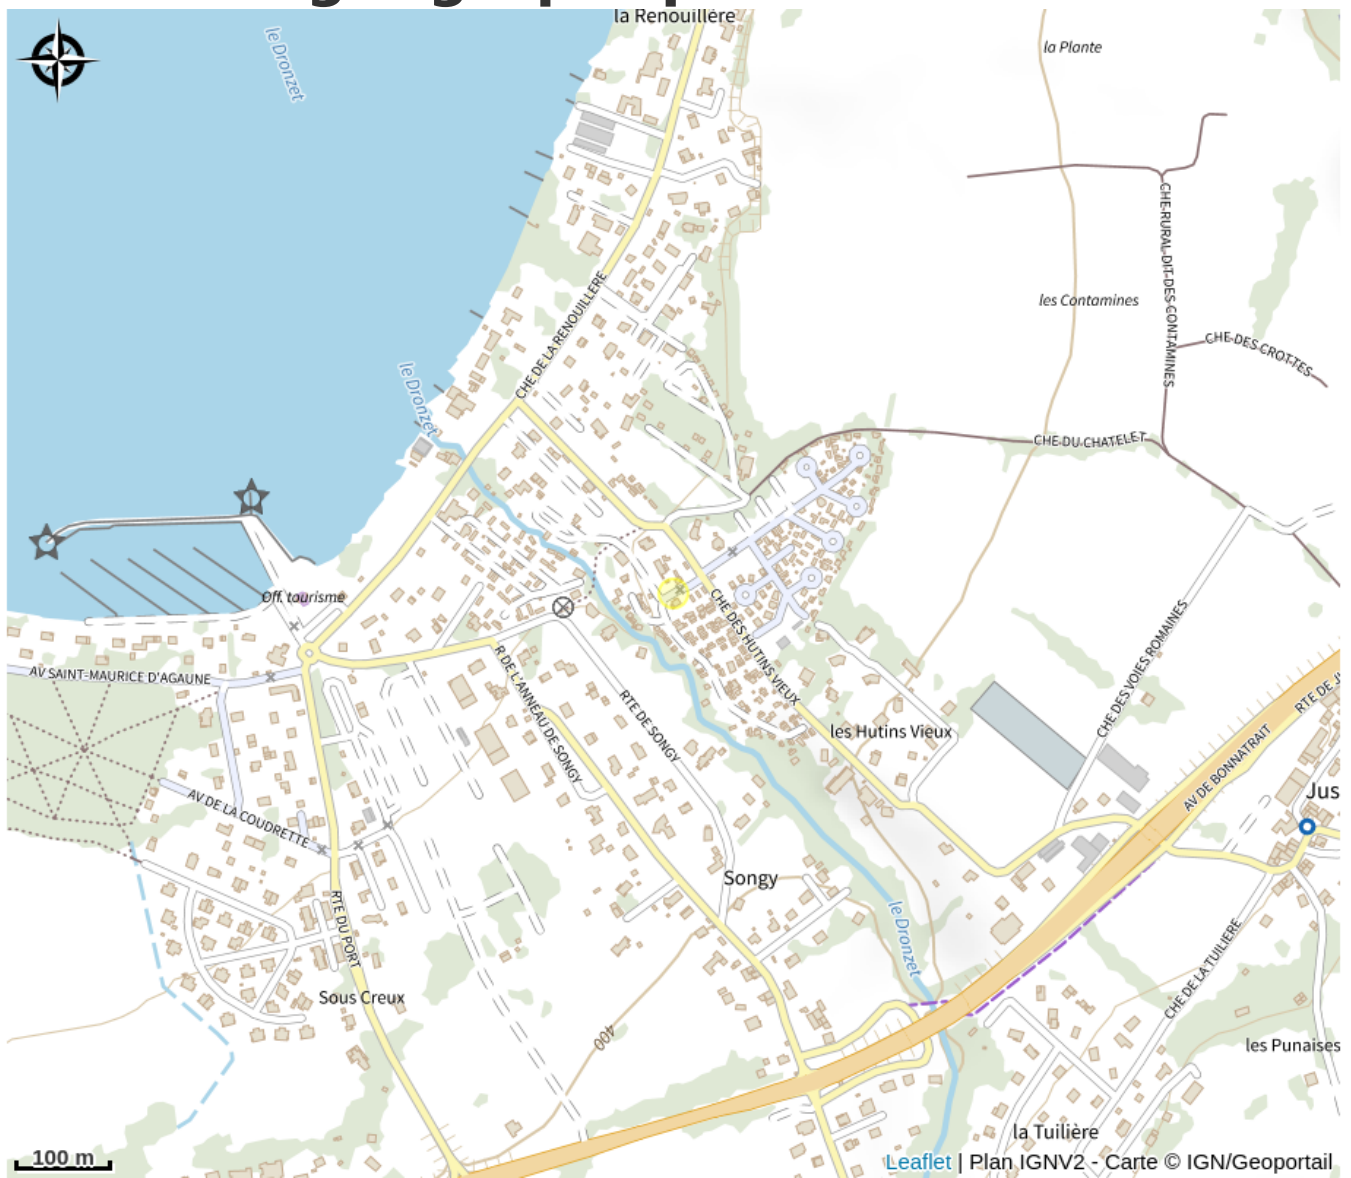 la Renouillère
le Dronzet
la Plante
CHE RURAL DIT DES CONTAMINES
les Contamines
CHE DE LA RENOUILLERE
CHE DES CROTTES
le Dronzet
CHE DU CHATELET
Off. tourisme
CHE DES HUTINS VIEUX
CHE DES VOIES ROMAINES
AV SAINT-MAURICE D'AGAUNE
R DE L'ANNEAU DE SONGY
RTE DE SONGY
RTE DE JU
les Hutins Vieux
AV DE BONNATRAIT
Jus
AV DE LA COUDRETTE
Songy
RTE DU PORT
le Dronzet
CHE DE LA TUILIERE
Sous Creux
400
les Punaises
la Tuilière
100 m
Leaflet | Plan IGNV2 - Carte © IGN/Geoportail